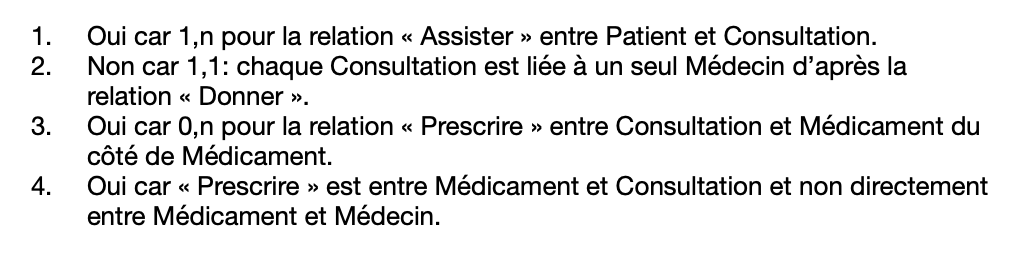 1. Oui car 1,n pour la relation « Assister » entre Patient et Consultation.
2. Non car 1,1: chaque Consultation est liée à un seul Médecin d’après la
relation « Donner ».
3. Oui car 0,n pour la relation « Prescrire » entre Consultation et Médicament du
côté de Médicament.
4. Oui car « Prescrire » est entre Médicament et Consultation et non directement
entre Médicament et Médecin.